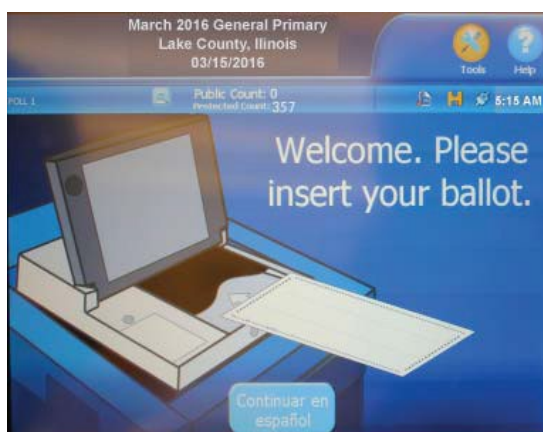 March 2016 General Primary
Lake County, Ilinois
03/15/2016
Tools
Help
POLL 1
Public Count: 0
Protected Count: 357
5:15 AM
Welcome. Please
insert your ballot.
Continuar en
español